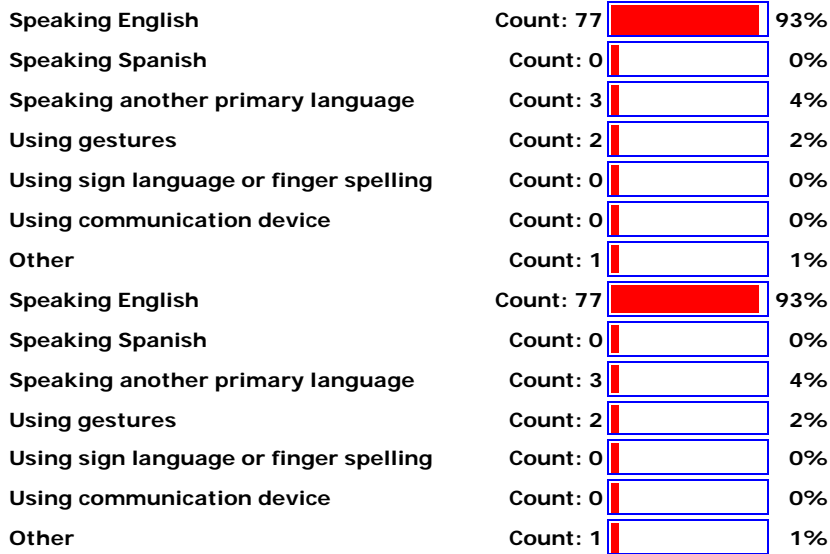 Speaking English Count: 77 93%
Speaking Spanish Count: 0 0%
Speaking another primary language Count: 3 4%
Using gestures Count: 2 2%
Using sign language or finger spelling Count: 0 0%
Using communication device Count: 0 0%
Other Count: 1 1%
Speaking English Count: 77 93%
Speaking Spanish Count: 0 0%
Speaking another primary language Count: 3 4%
Using gestures Count: 2 2%
Using sign language or finger spelling Count: 0 0%
Using communication device Count: 0 0%
Other Count: 1 1%